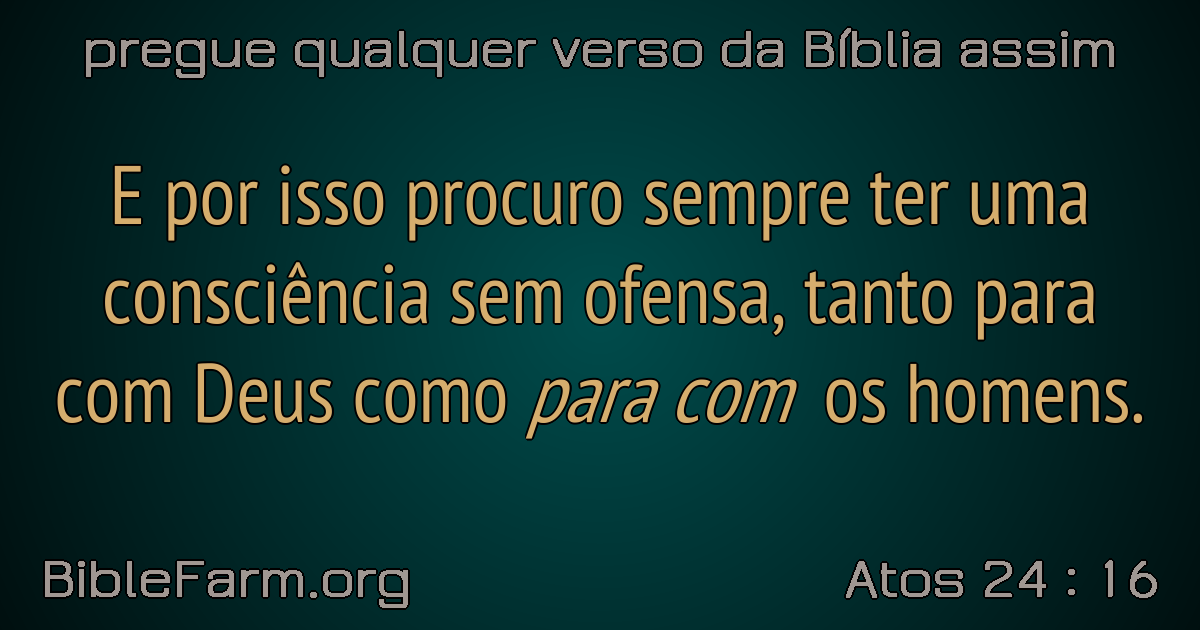 pregue qualquer verso da Bíblia assim
E por isso procuro sempre ter uma
consciência sem ofensa, tanto para
com Deus como para com os homens.
BibleFarm.org
Atos 24 : 16